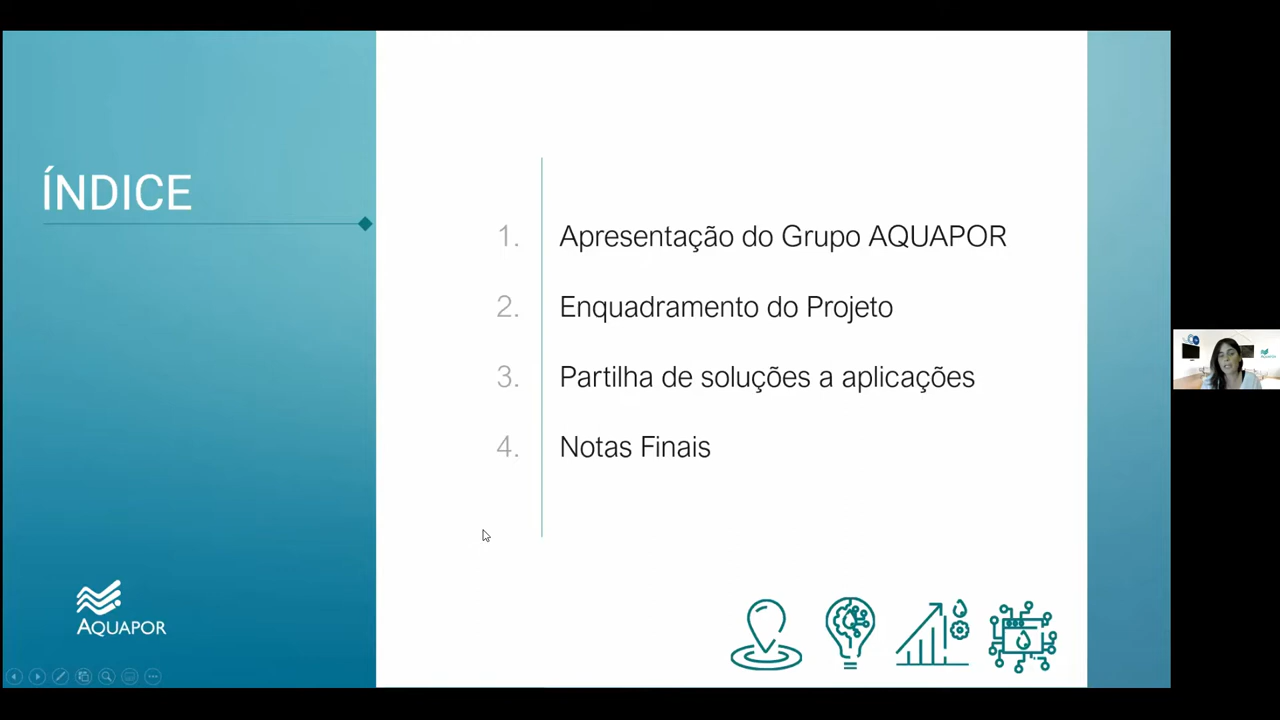 ÍNDICE
1. Apresentação do Grupo AQUAPOR
2. Enquadramento do Projeto
3. Partilha de soluções a aplicações
4. Notas Finais
AQUAPOR